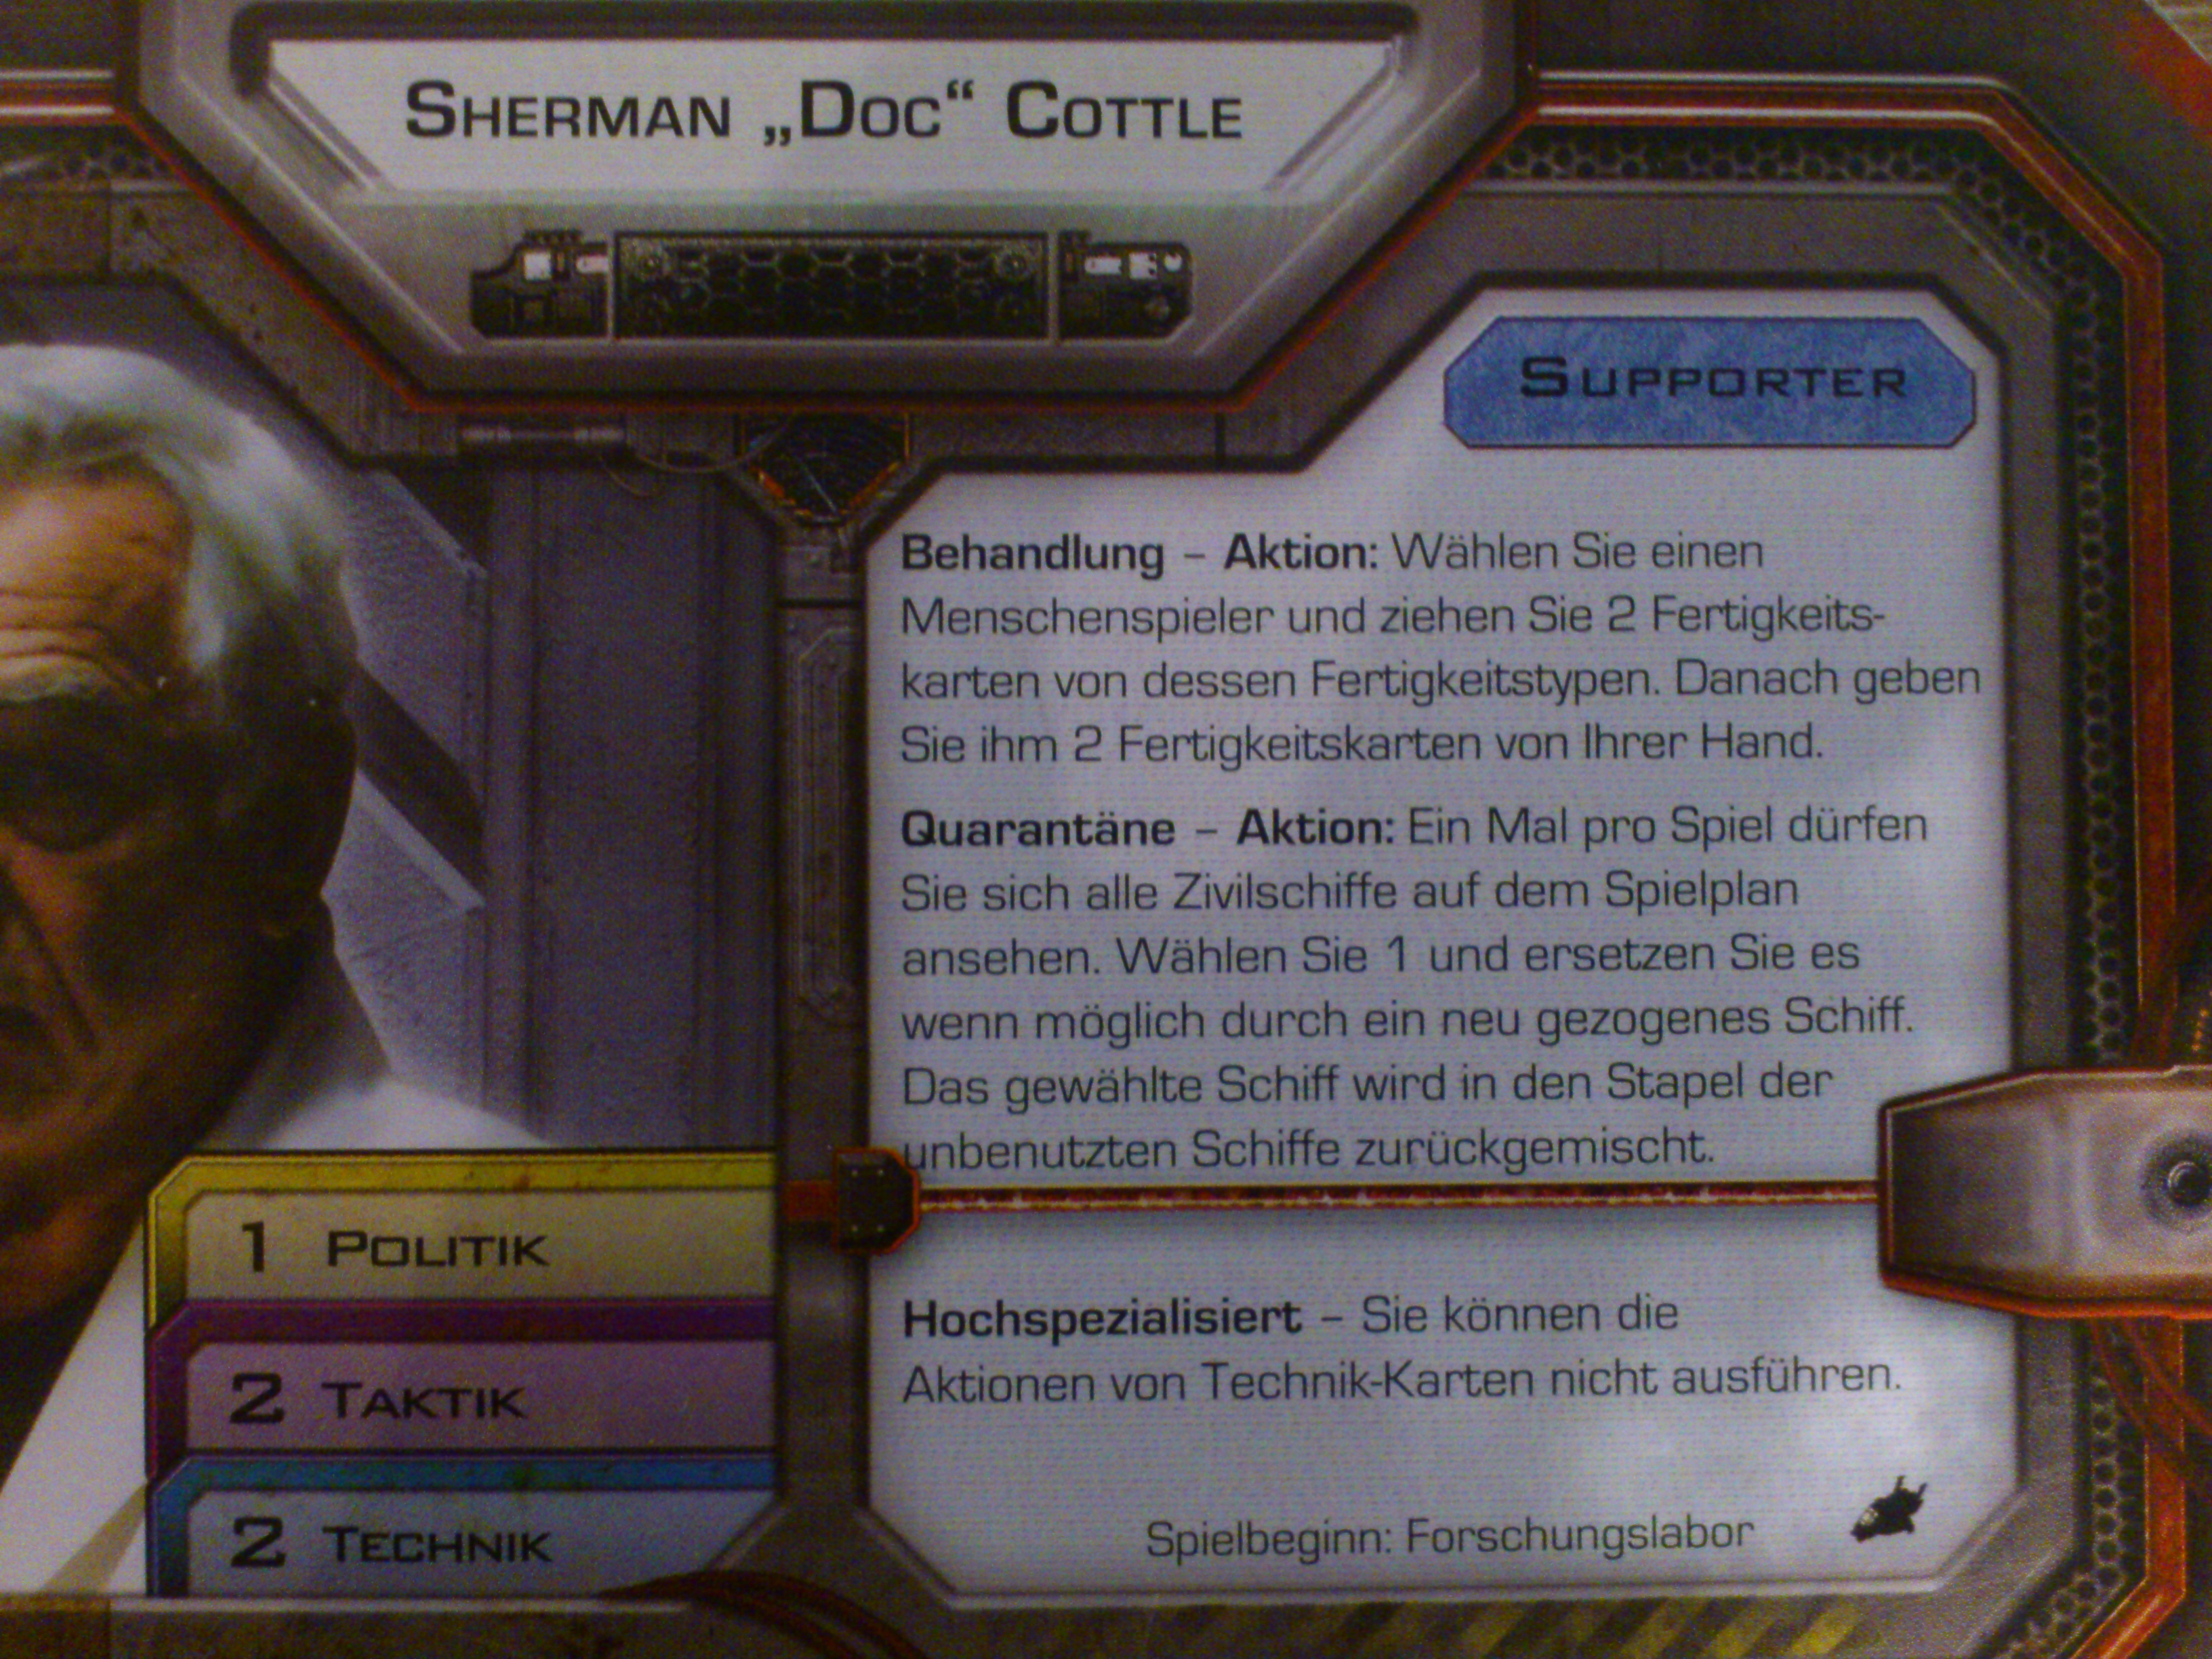 SHERMAN „DOC“ COTTLE
SUPPORTER
Behandlung – Aktion: Wählen Sie einen
Menschenspieler und ziehen Sie 2 Fertigkeits-
karten von dessen Fertigkeitstypen. Danach geben
Sie ihm 2 Fertigkeitskarten von Ihrer Hand.
Quarantäne – Aktion: Ein Mal pro Spiel dürfen
Sie sich alle Zivilschiffe auf dem Spielplan
ansehen. Wählen Sie 1 und ersetzen Sie es
wenn möglich durch ein neu gezogenes Schiff.
Das gewählte Schiff wird in den Stapel der
unbenutzten Schiffe zurückgemischt.
Hochspezialisiert – Sie können die
Aktionen von Technik-Karten nicht ausführen.
Spielbeginn: Forschungslabor
1 POLITIK
2 TAKTIK
2 TECHNIK